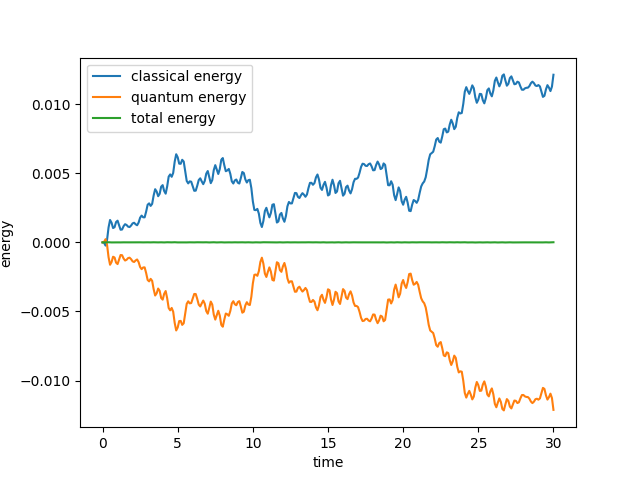 classical energy
quantum energy
total energy
0.010
0.005
0.000
−0.005
−0.010
energy
0 5 10 15 20 25 30
time